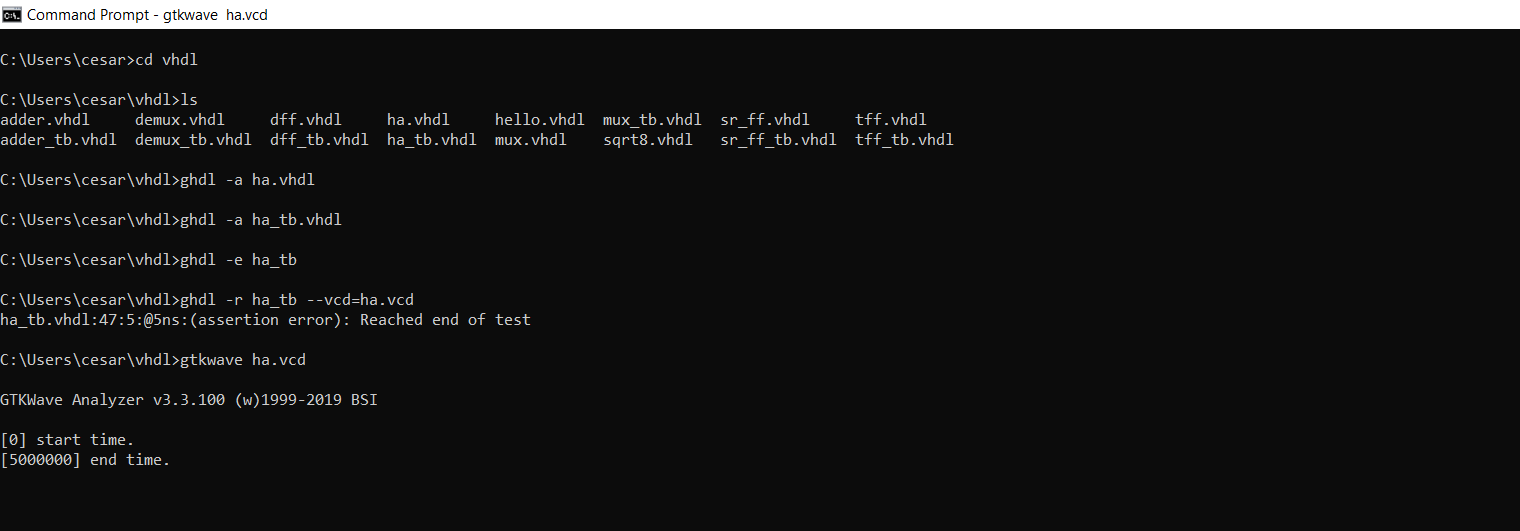 Command Prompt - gtkwave  ha.vcd
C:\Users\cesar>cd vhdl
C:\Users\cesar\vhdl>ls
adder.vhdl     demux.vhdl     dff.vhdl     ha.vhdl     hello.vhdl  mux_tb.vhdl  sr_ff.vhdl     tff.vhdl
adder_tb.vhdl  demux_tb.vhdl  dff_tb.vhdl  ha_tb.vhdl  mux.vhdl    sqrt8.vhdl   sr_ff_tb.vhdl  tff_tb.vhdl
C:\Users\cesar\vhdl>ghdl -a ha.vhdl
C:\Users\cesar\vhdl>ghdl -a ha_tb.vhdl
C:\Users\cesar\vhdl>ghdl -e ha_tb
C:\Users\cesar\vhdl>ghdl -r ha_tb --vcd=ha.vcd
ha_tb.vhdl:47:5:@5ns:(assertion error): Reached end of test
C:\Users\cesar\vhdl>gtkwave ha.vcd
GTKWave Analyzer v3.3.100 (w)1999-2019 BSI
[0] start time.
[5000000] end time.